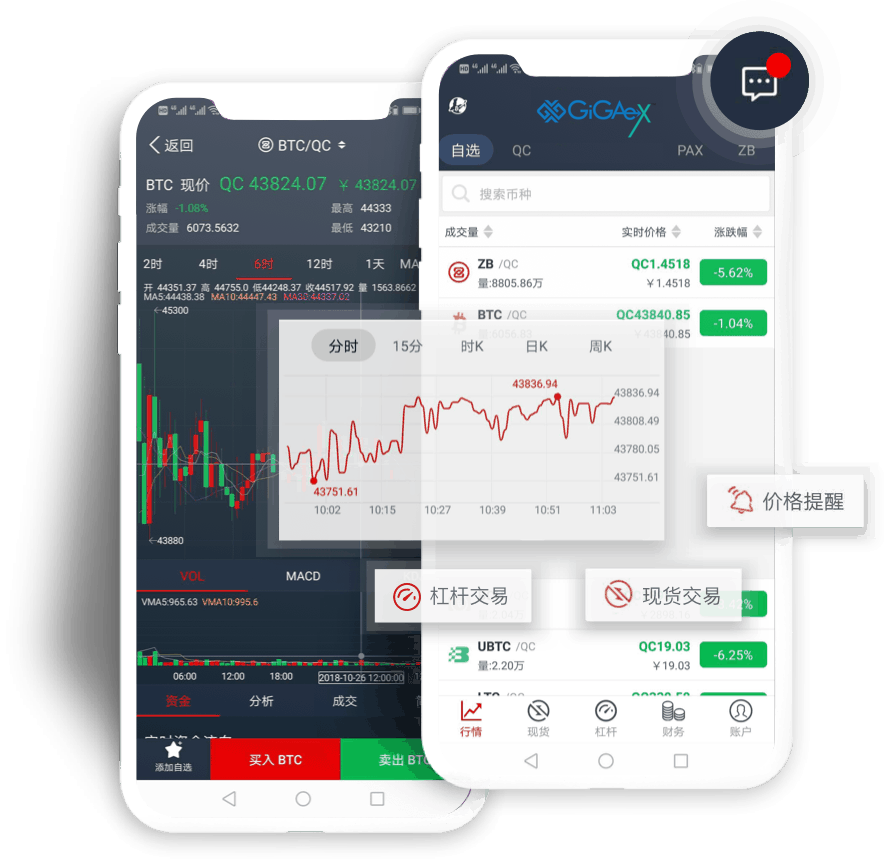 返回
BTC/QC
BTC 现价 QC 43824.07 ￥ 43824.07
涨幅 -1.08% 最高 44333
成交量 6073.5632 最低 43210
2时 4时 6时 12时 1天 MA
开 44351.37 高 44755.0 低44248.37 收44517.92 量 1563.8662
MA5:44438.38 MA10:44447.43 MA30:44337.02
45300
43880
VOL MACD
VMA5:965.63 VMA10:995.6
06:00 12:00 18:00 2018-10-26 12:00:00
资金 分析 成交
添加自选
买入 BTC
卖出 BTC
HD
GiGAeX
自选 QC PAX ZB
搜索币种
成交量 实时价格 涨跌幅
ZB /QC QC1.4518 -5.62%
量:8805.86万 ￥1.4518
BTC /QC QC43840.85 -1.04%
量:6056.83 ￥43840.85
分时 15分 时K 日K 周K
43836.94
43836.94
43808.49
43780.05
43751.61
43751.61
10:02 10:15 10:27 10:39 10:51 11:03
价格提醒
杠杆交易
现货交易
UBTC /QC QC19.03 -6.25%
量:2.20万 ￥19.03
行情 现货 杠杆 财务 账户